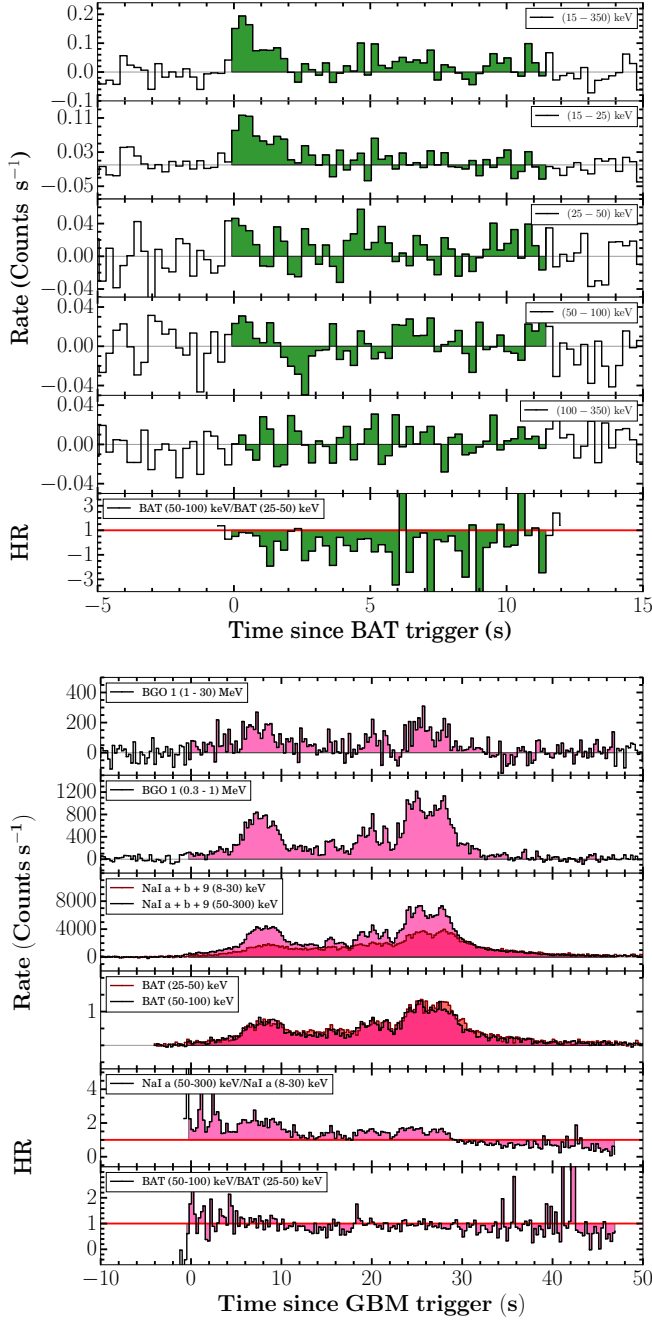 0.2
0.1
0.0
−0.1
(15 − 350) keV
0.11
0.03
−0.05
(15 − 25) keV
0.04
0.00
−0.04
(25 − 50) keV
0.04
0.00
−0.04
(50 − 100) keV
0.04
0.00
−0.04
(100 − 350) keV
Rate (Counts s⁻¹)
3
1
−1
−3
BAT (50-100) keV/BAT (25-50) keV
HR
−5 0 5 10 15
Time since BAT trigger (s)
400
200
0
BGO 1 (1 - 30) MeV
1200
800
400
0
BGO 1 (0.3 - 1) MeV
8000
4000
0
NaI a + b + 9 (8-30) keV
NaI a + b + 9 (50-300) keV
1
BAT (25-50) keV
BAT (50-100) keV
Rate (Counts s⁻¹)
4
2
0
NaI a (50-300) keV/NaI a (8-30) keV
2
1
0
BAT (50-100) keV/BAT (25-50) keV
HR
−10 0 10 20 30 40 50
Time since GBM trigger (s)